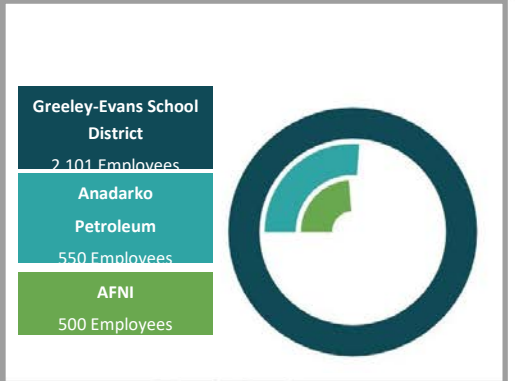 Greeley-Evans School
District
2,101 Employees
Anadarko
Petroleum
550 Employees
AFNI
500 Employees